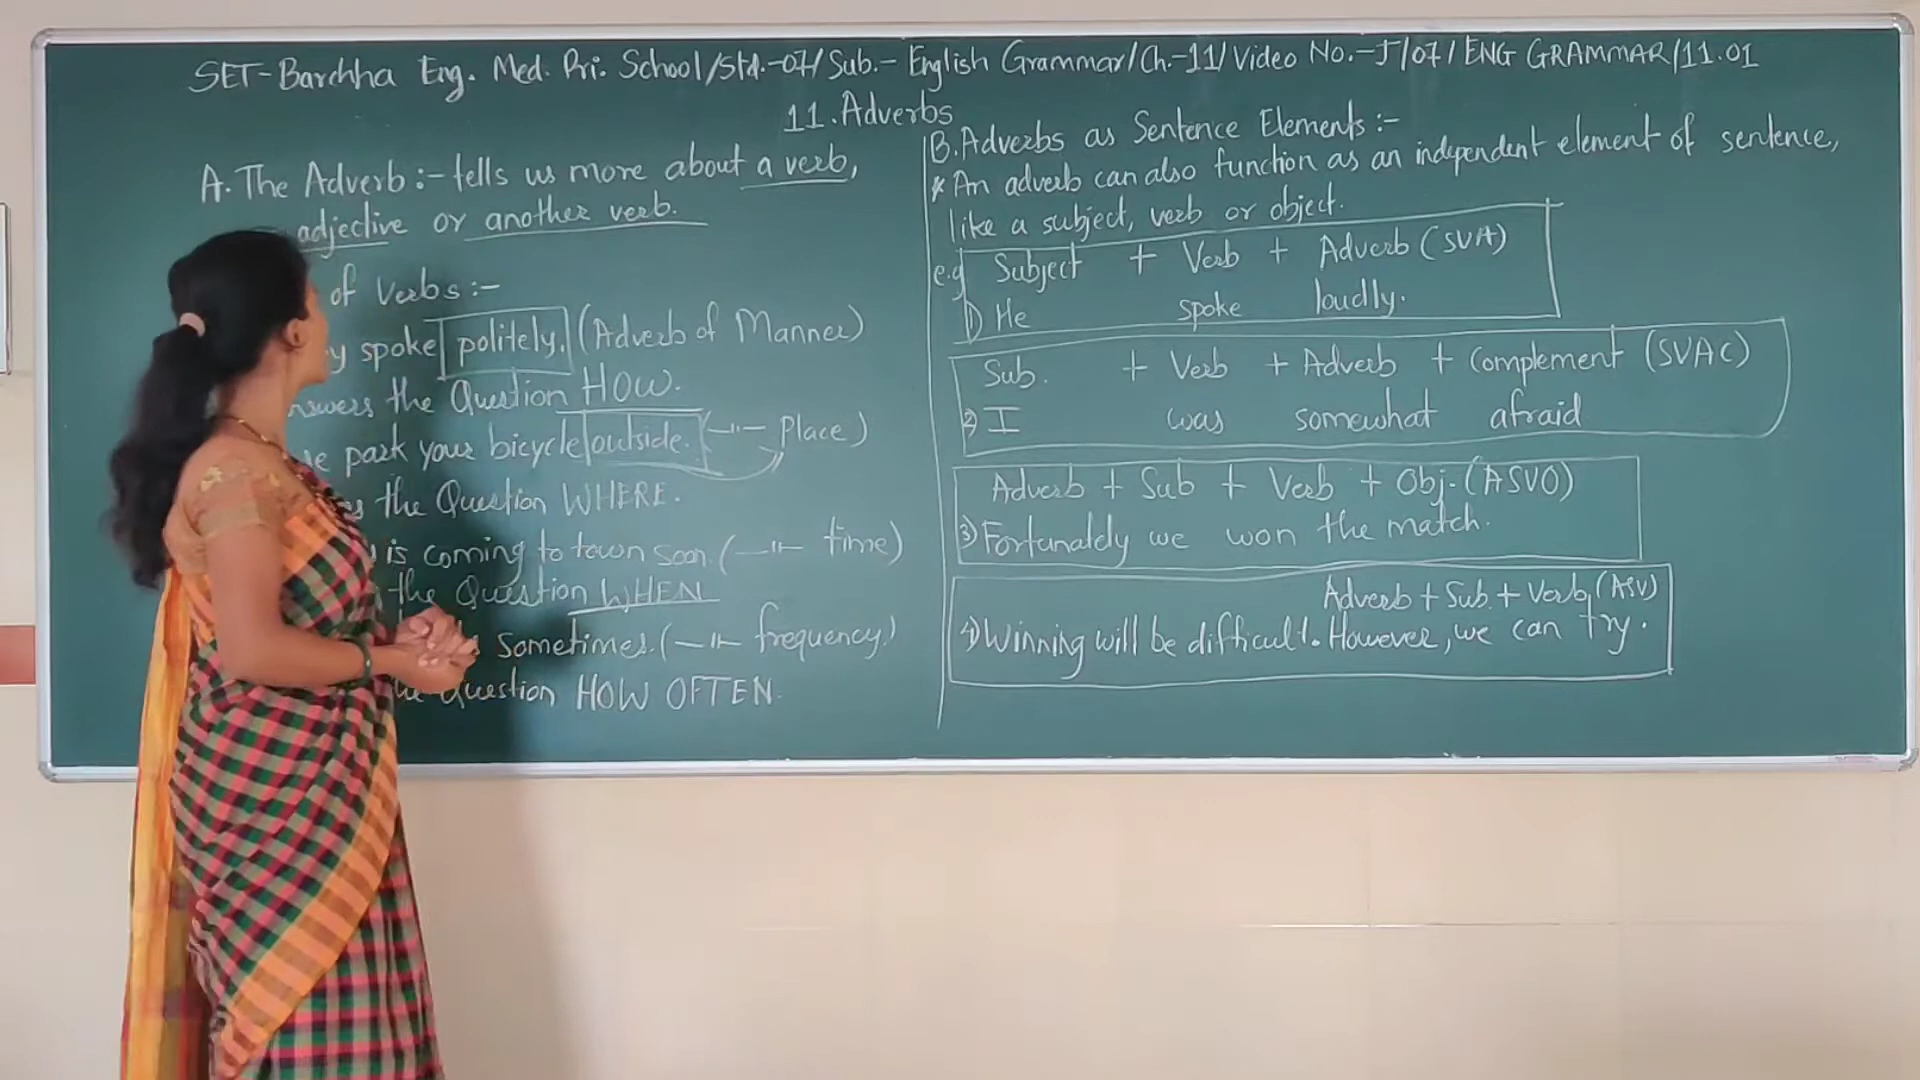 SET-Barchha Eng. Med. Pri. School/Std.-07/Sub.- English Grammar/Ch.-11/Video No.-J/07/ENG GRAMMAR/11.01
11. Adverbs
A. The Adverb :- tells us more about a verb,
adjective or another verb.
of Verbs :-
spoke politely. (Adverb of Manner)
the Question HOW.
park your bicycle outside. (-"- Place)
the Question WHERE.
is coming to town soon. (-"- time)
the Question WHEN
sometimes. (-"- frequency)
Question HOW OFTEN.
B. Adverbs as Sentence Elements :-
* An adverb can also function as an independent element of sentence,
like a subject, verb or object.
e.g Subject + Verb + Adverb (SVA)
1) He spoke loudly.
Sub. + Verb + Adverb + Complement (SVAC)
2) I was somewhat afraid
Adverb + Sub + Verb + Obj. (ASVO)
3) Fortunately we won the match.
Adverb + Sub. + Verb (ASV)
4) Winning will be difficult. However, we can try.